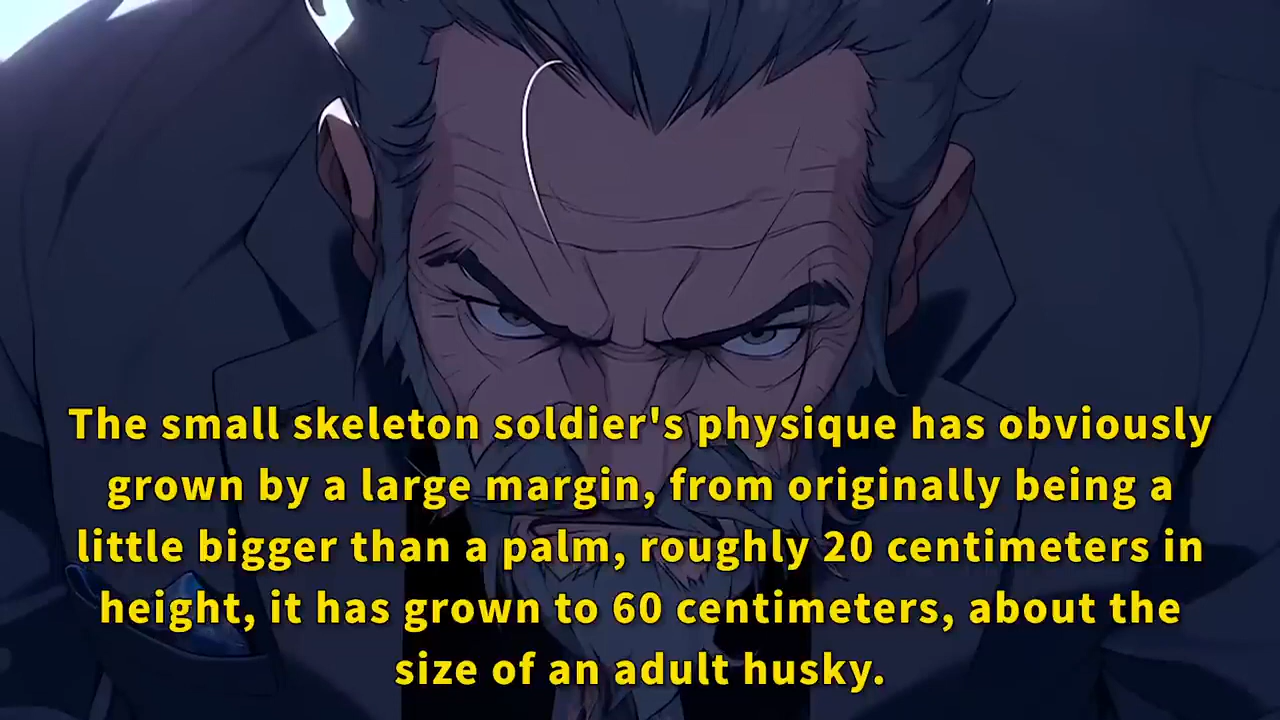 The small skeleton soldier's physique has obviously
grown by a large margin, from originally being a
little bigger than a palm, roughly 20 centimeters in
height, it has grown to 60 centimeters, about the
size of an adult husky.